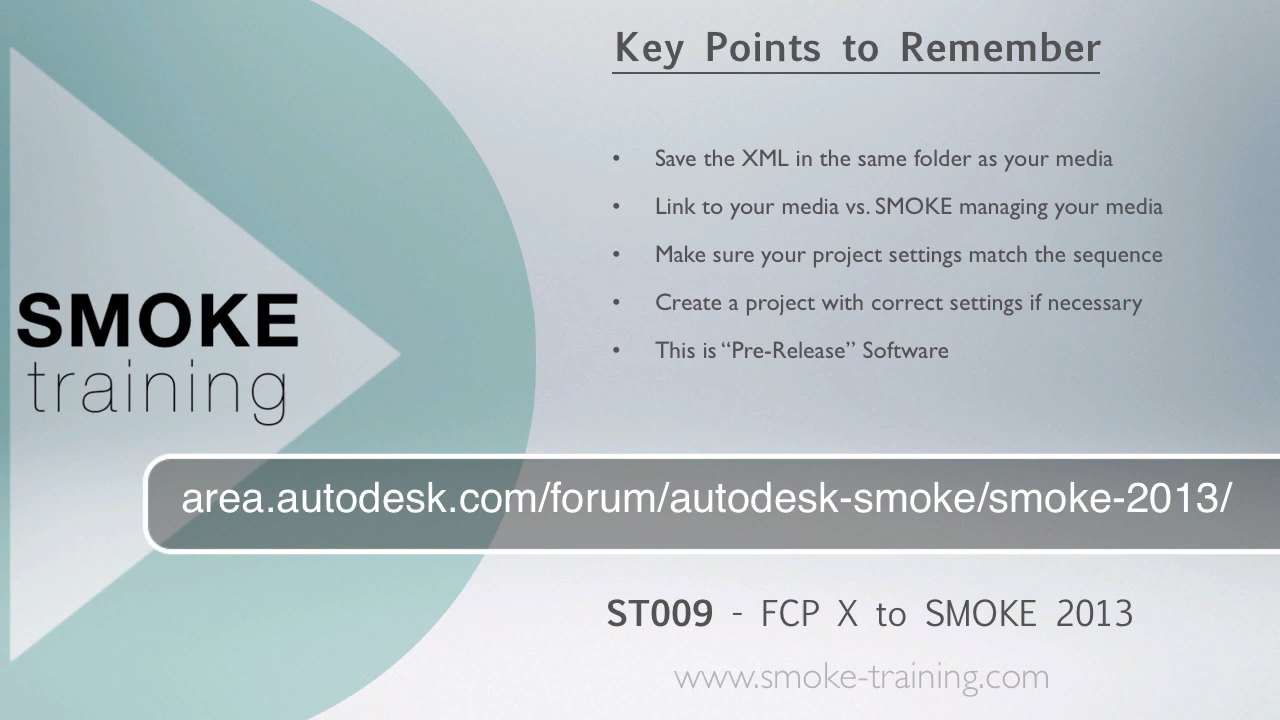 Key Points to Remember
• Save the XML in the same folder as your media
• Link to your media vs. SMOKE managing your media
• Make sure your project settings match the sequence
• Create a project with correct settings if necessary
• This is “Pre-Release” Software
SMOKE
training
area.autodesk.com/forum/autodesk-smoke/smoke-2013/
ST009 - FCP X to SMOKE 2013
www.smoke-training.com